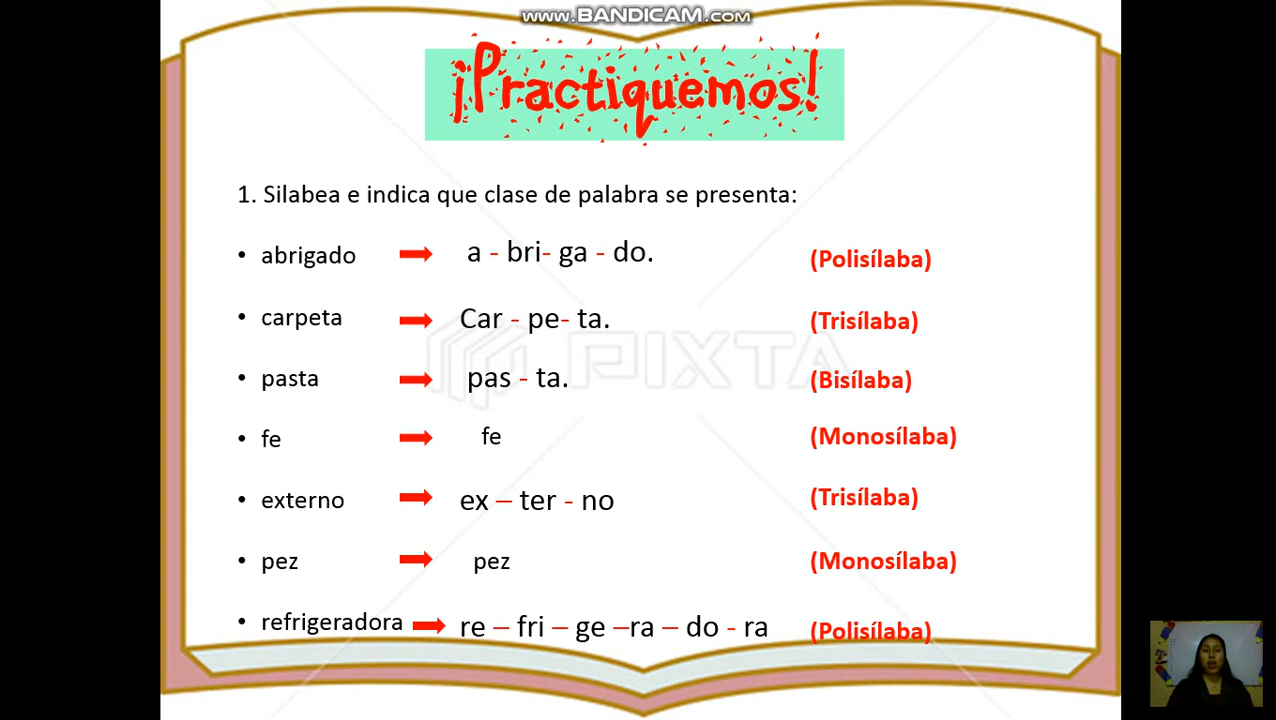 www.BANDICAM.com
¡Practiquemos!
1. Silabea e indica que clase de palabra se presenta:
• abrigado a - bri- ga - do. (Polisílaba)
• carpeta Car - pe- ta. (Trisílaba)
PIXTA
• pasta pas - ta. (Bisílaba)
• fe fe (Monosílaba)
• externo ex – ter - no (Trisílaba)
• pez pez (Monosílaba)
• refrigeradora re – fri – ge –ra – do - ra (Polisílaba)